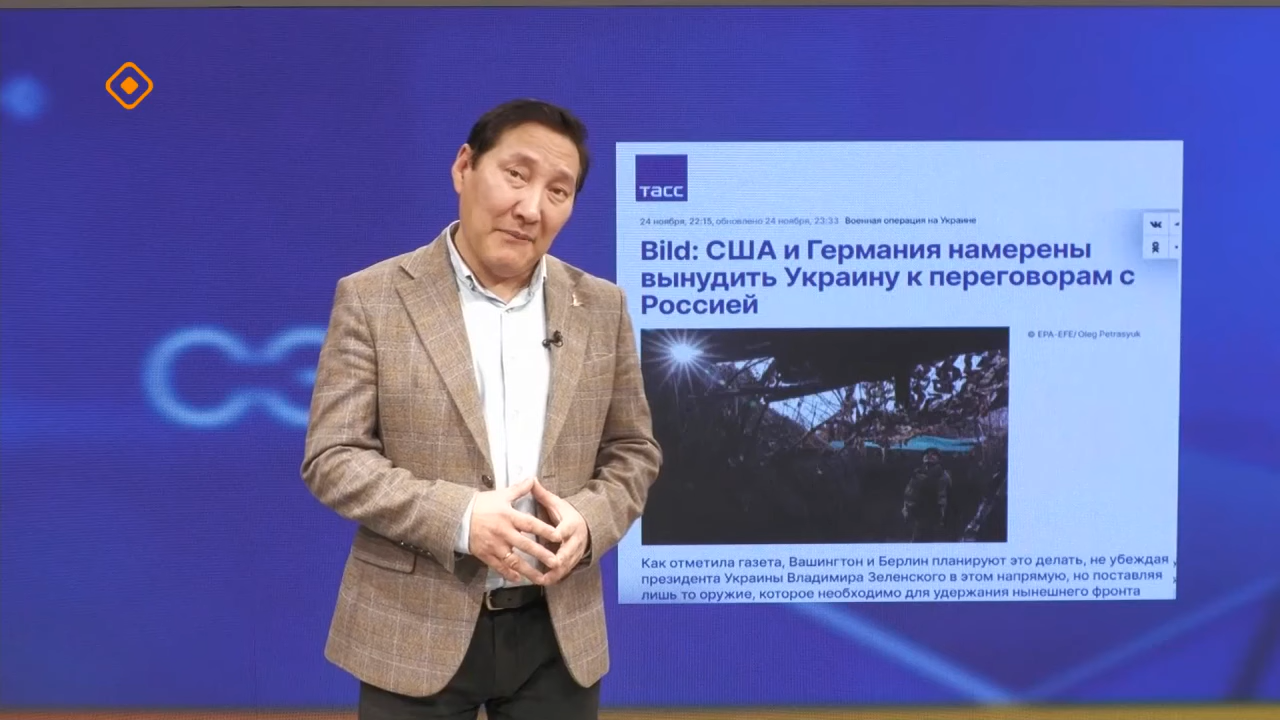 СЭ
тасс
24 ноября, 22:15, обновлено 24 ноября, 23:33 Военная операция на Украине
Bild: США и Германия намерены
вынудить Украину к переговорам с
Россией
© EPA-EFE/ Oleg Petrasyuk
Как отметила газета, Вашингтон и Берлин планируют это делать, не убеждая
президента Украины Владимира Зеленского в этом напрямую, но поставляя
лишь то оружие, которое необходимо для удержания нынешнего фронта